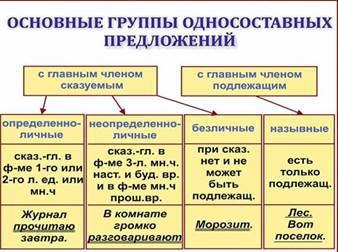 ОСНОВНЫЕ ГРУППЫ ОДНОСОСТАВНЫХ
ПРЕДЛОЖЕНИЙ
с главным членом
сказуемым
с главным членом
подлежащим
определенно-
личные
неопределенно-
личные
безличные
назывные
сказ.-гл. в
ф-ме 1-го или
2-го л. ед. или
мн.ч
сказ.-гл. в
ф-ме 3-л. мн.ч.
наст. и буд. вр.
и в ф-ме мн.ч
прош.вр.
при сказ.
нет и не
может
быть
подлежащ.
есть
только
подлежащ.
Журнал
прочитаю
завтра.
В комнате
громко
разговаривают
Морозит.
Лес.
Вот
поселок.